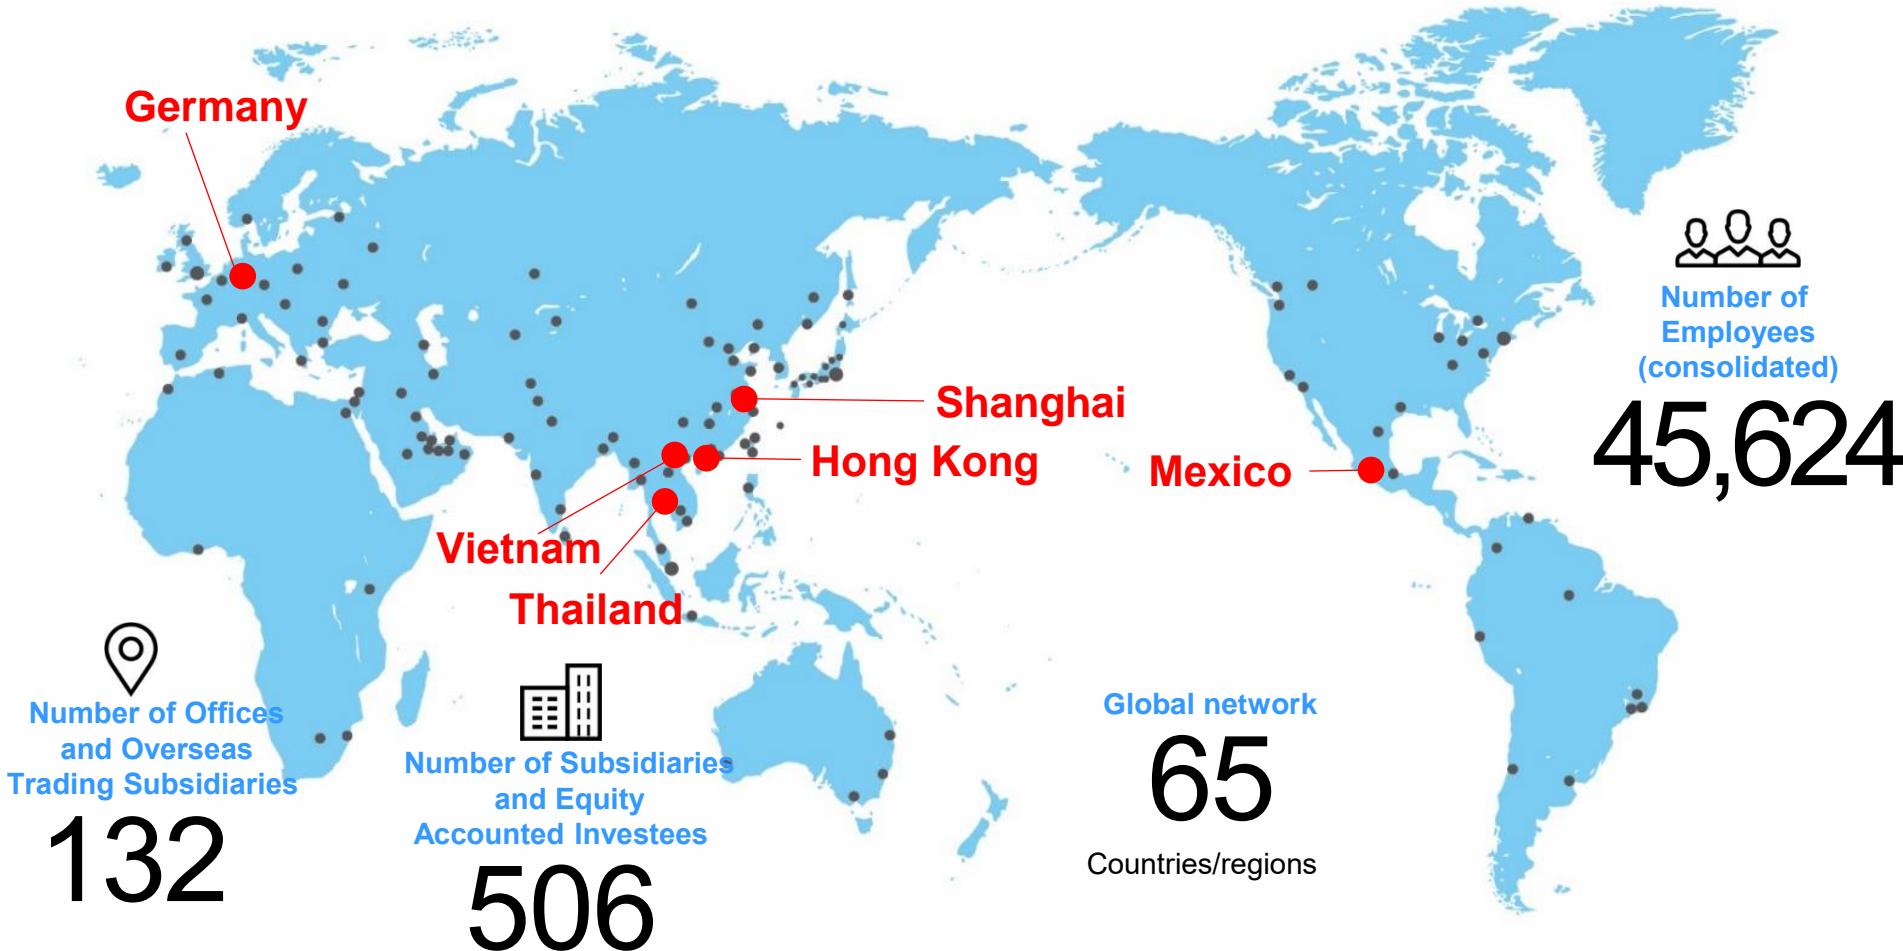 Germany
Shanghai
Hong Kong
Mexico
Vietnam
Thailand
Number of
Employees
(consolidated)
45,624
Number of Offices
and Overseas
Trading Subsidiaries
132
Number of Subsidiaries
and Equity
Accounted Investees
506
Global network
65
Countries/regions